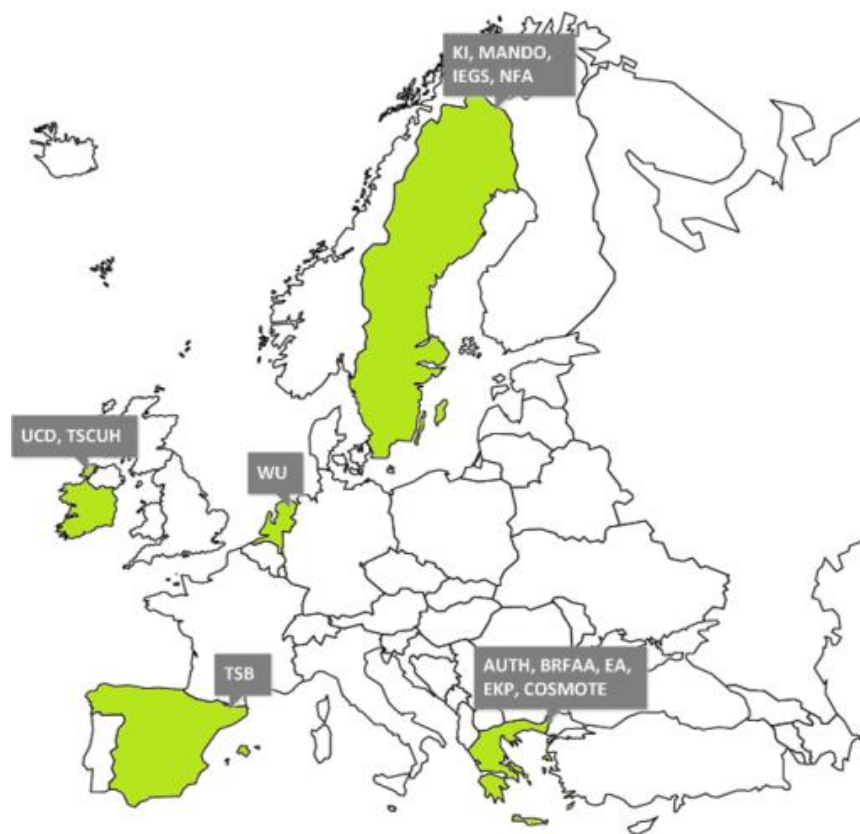 KI, MANDO,
IEGS, NFA
UCD, TSCUH
WU
TSB
AUTH, BRFAA, EA,
EKP, COSMOTE